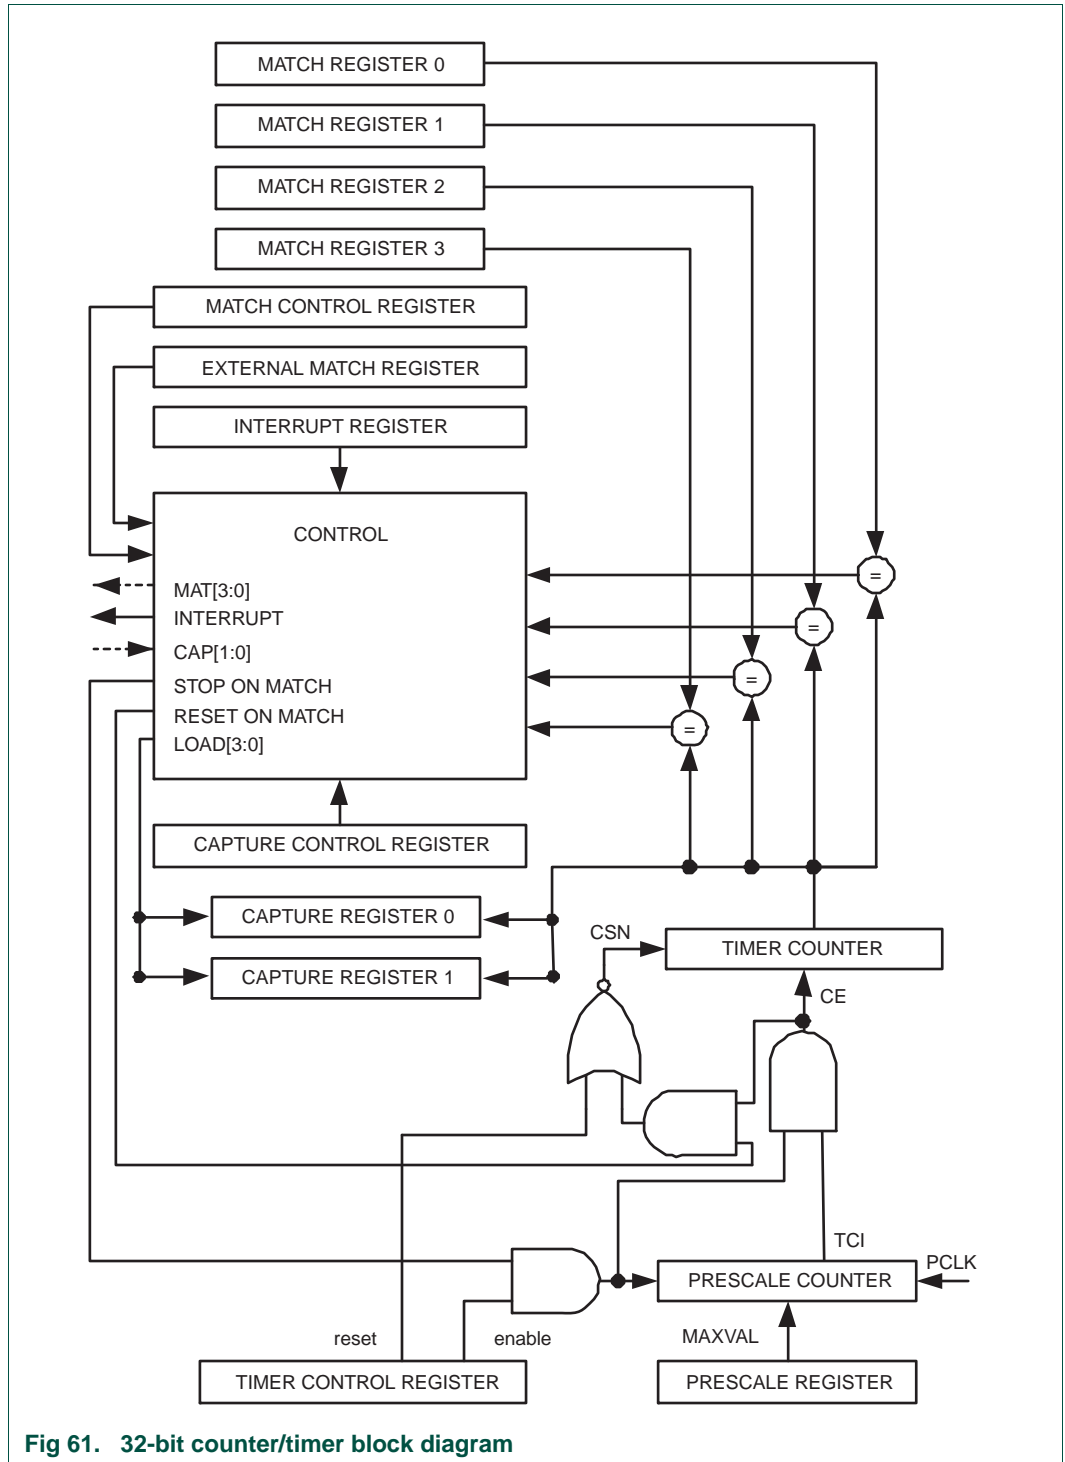 MATCH REGISTER 0
MATCH REGISTER 1
MATCH REGISTER 2
MATCH REGISTER 3
MATCH CONTROL REGISTER
EXTERNAL MATCH REGISTER
INTERRUPT REGISTER
CONTROL
=
=
=
=
MAT[3:0]
INTERRUPT
CAP[1:0]
STOP ON MATCH
RESET ON MATCH
LOAD[3:0]
CAPTURE CONTROL REGISTER
CAPTURE REGISTER 0
CAPTURE REGISTER 1
CSN
TIMER COUNTER
CE
TCI
PCLK
PRESCALE COUNTER
reset
enable
MAXVAL
TIMER CONTROL REGISTER
PRESCALE REGISTER
Fig 61. 32-bit counter/timer block diagram